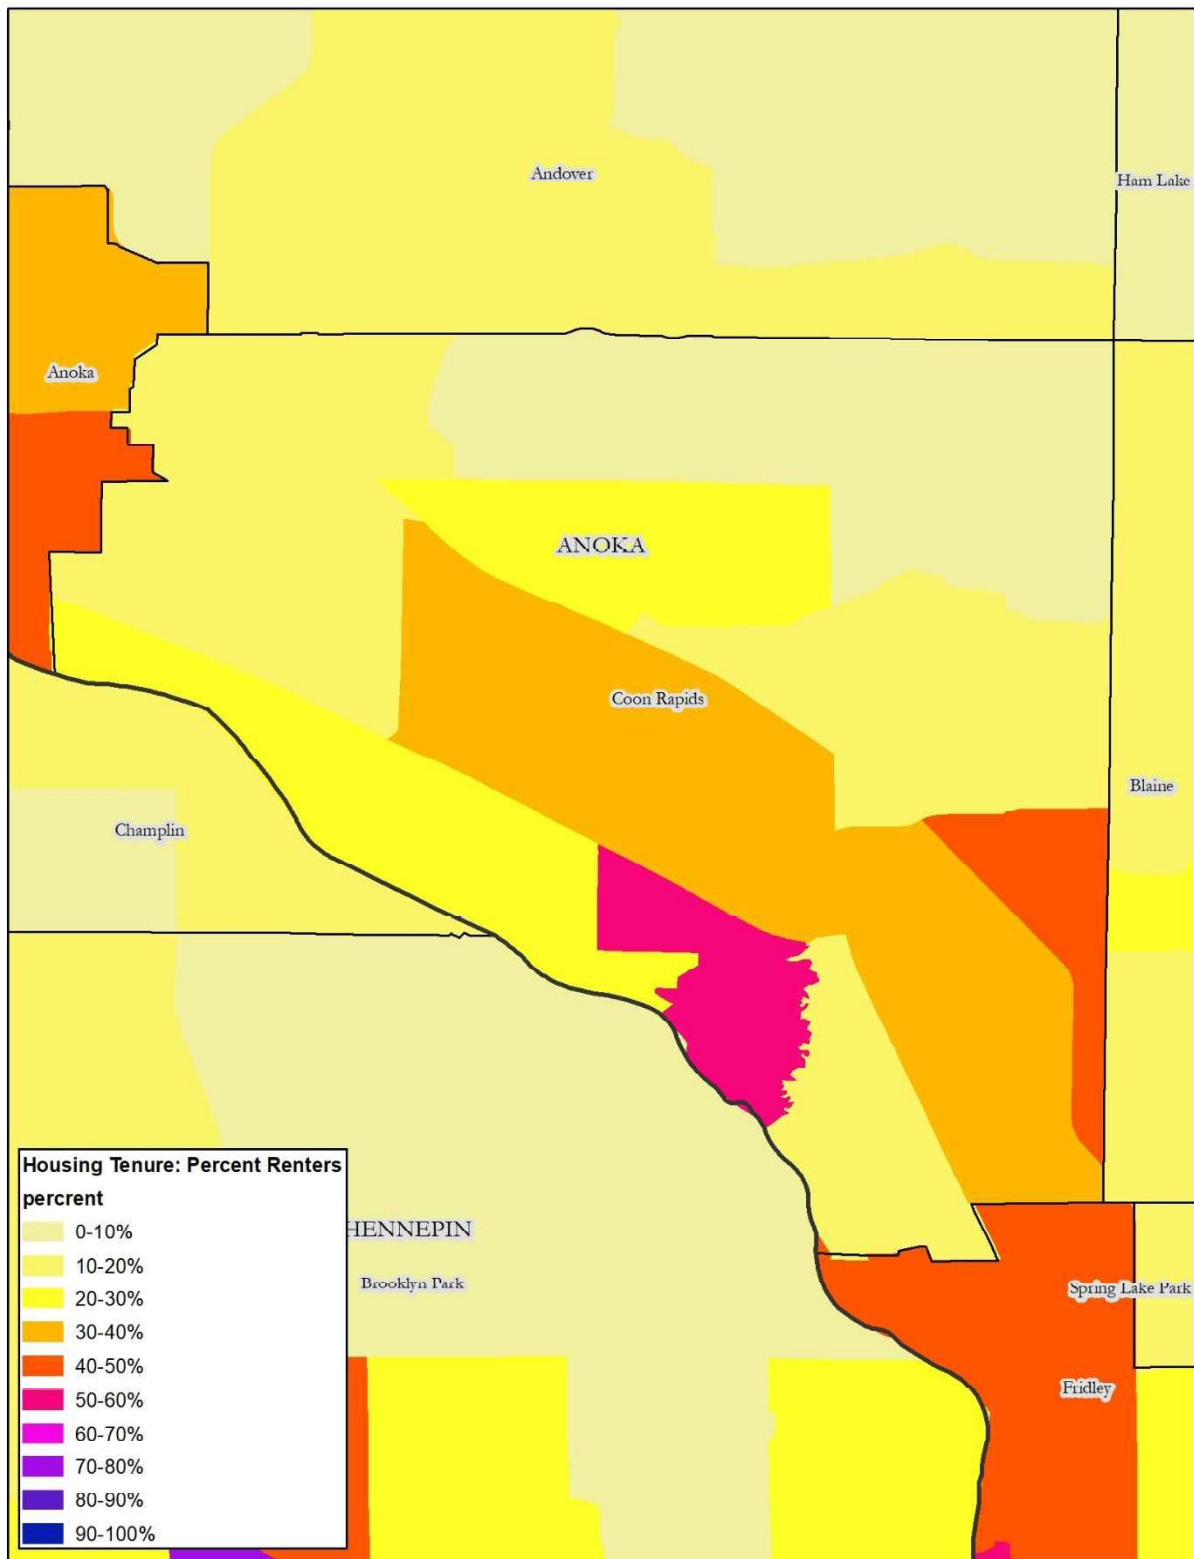 Andover
Ham Lake
Anoka
ANOKA
Coon Rapids
Blaine
Champlin
Housing Tenure: Percent Renters
percrent
0-10%
10-20%
20-30%
30-40%
40-50%
50-60%
60-70%
70-80%
80-90%
90-100%
HENNEPIN
Brooklyn Park
Spring Lake Park
Fridley